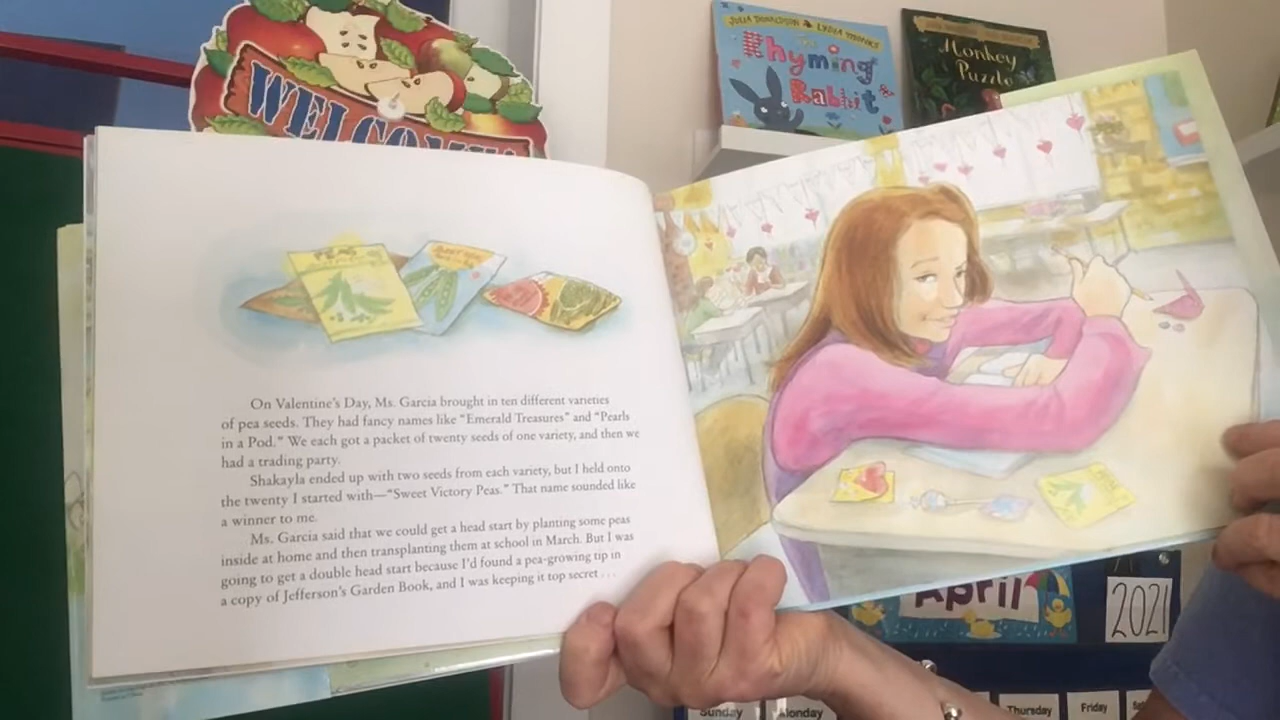 JULIA DONALDSON & LYDIA MONKS
Rhyming
Rabbit
Monkey
Puzzle
WELCOME!
PEAS
On Valentine's Day, Ms. Garcia brought in ten different varieties
of pea seeds. They had fancy names like "Emerald Treasures" and "Pearls
in a Pod." We each got a packet of twenty seeds of one variety, and then we
had a trading party.
Shakayla ended up with two seeds from each variety, but I held onto
the twenty I started with—"Sweet Victory Peas." That name sounded like
a winner to me.
Ms. Garcia said that we could get a head start by planting some peas
inside at home and then transplanting them at school in March. But I was
going to get a double head start because I'd found a pea-growing tip in
a copy of Jefferson's Garden Book, and I was keeping it top secret . . .
April
2021
Sunday
Monday
Thursday
Friday